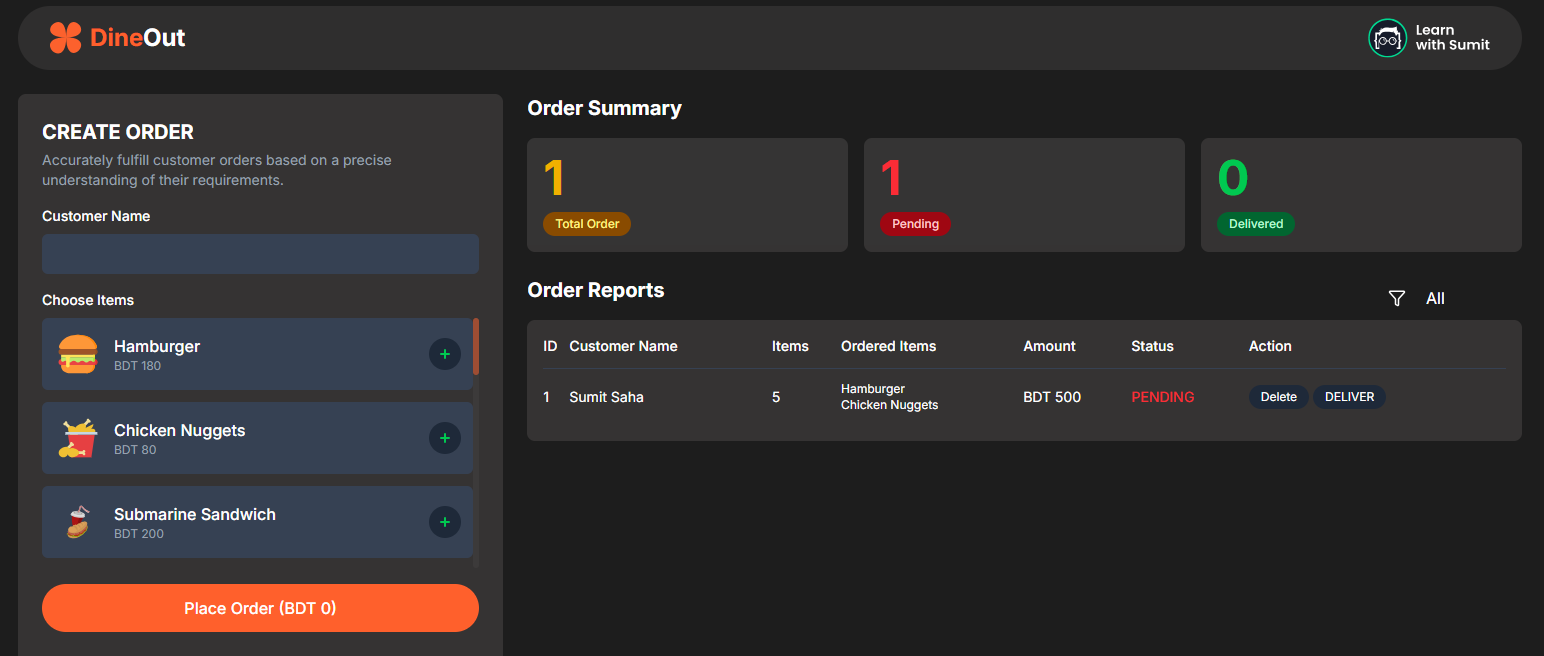 DineOut
Learn
with Sumit
CREATE ORDER
Accurately fulfill customer orders based on a precise
understanding of their requirements.
Customer Name
Choose Items
Hamburger
BDT 180
+
Chicken Nuggets
BDT 80
+
Submarine Sandwich
BDT 200
+
Place Order (BDT 0)
Order Summary
1
Total Order
1
Pending
0
Delivered
Order Reports
All
ID Customer Name Items Ordered Items Amount Status Action
1 Sumit Saha 5 Hamburger BDT 500 PENDING Delete DELIVER
Chicken Nuggets